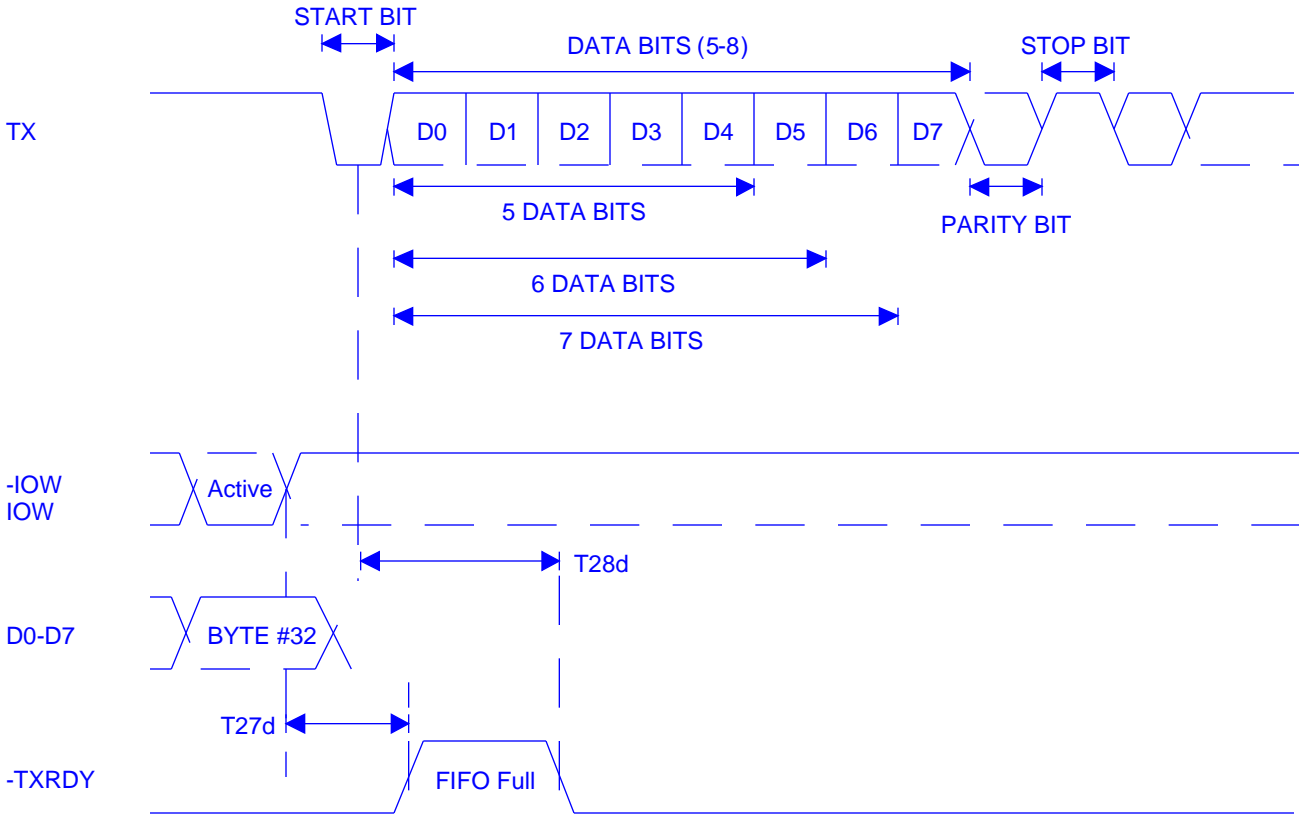 START BIT
DATA BITS (5-8)
STOP BIT
TX
D0 D1 D2 D3 D4 D5 D6 D7
5 DATA BITS
PARITY BIT
6 DATA BITS
7 DATA BITS
-IOW
IOW
Active
T28d
D0-D7
BYTE #32
T27d
-TXRDY
FIFO Full